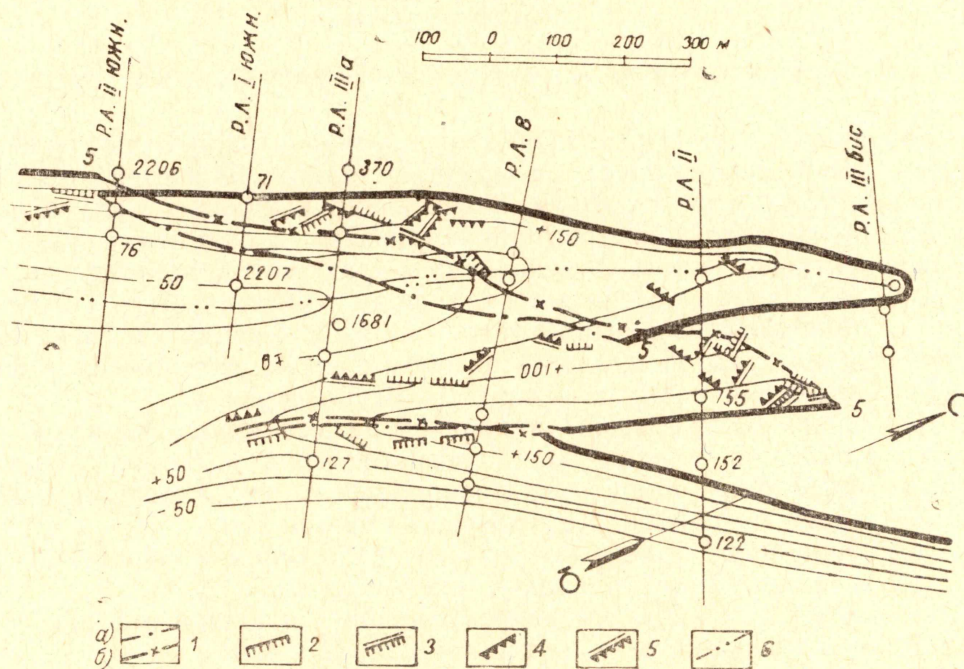 100 0 100 200 300 м
Р.Л. II южн.
Р.Л. I южн.
Р.Л. III а
Р.Л. В
Р.Л. II
Р.Л. III бис
5
2206
71
370
+150
76
2207
- 50
1681
5
+100
155
5
С
127
+150
152
+50
- 50
122
Ю
а)
б)
1
2
3
4
5
6